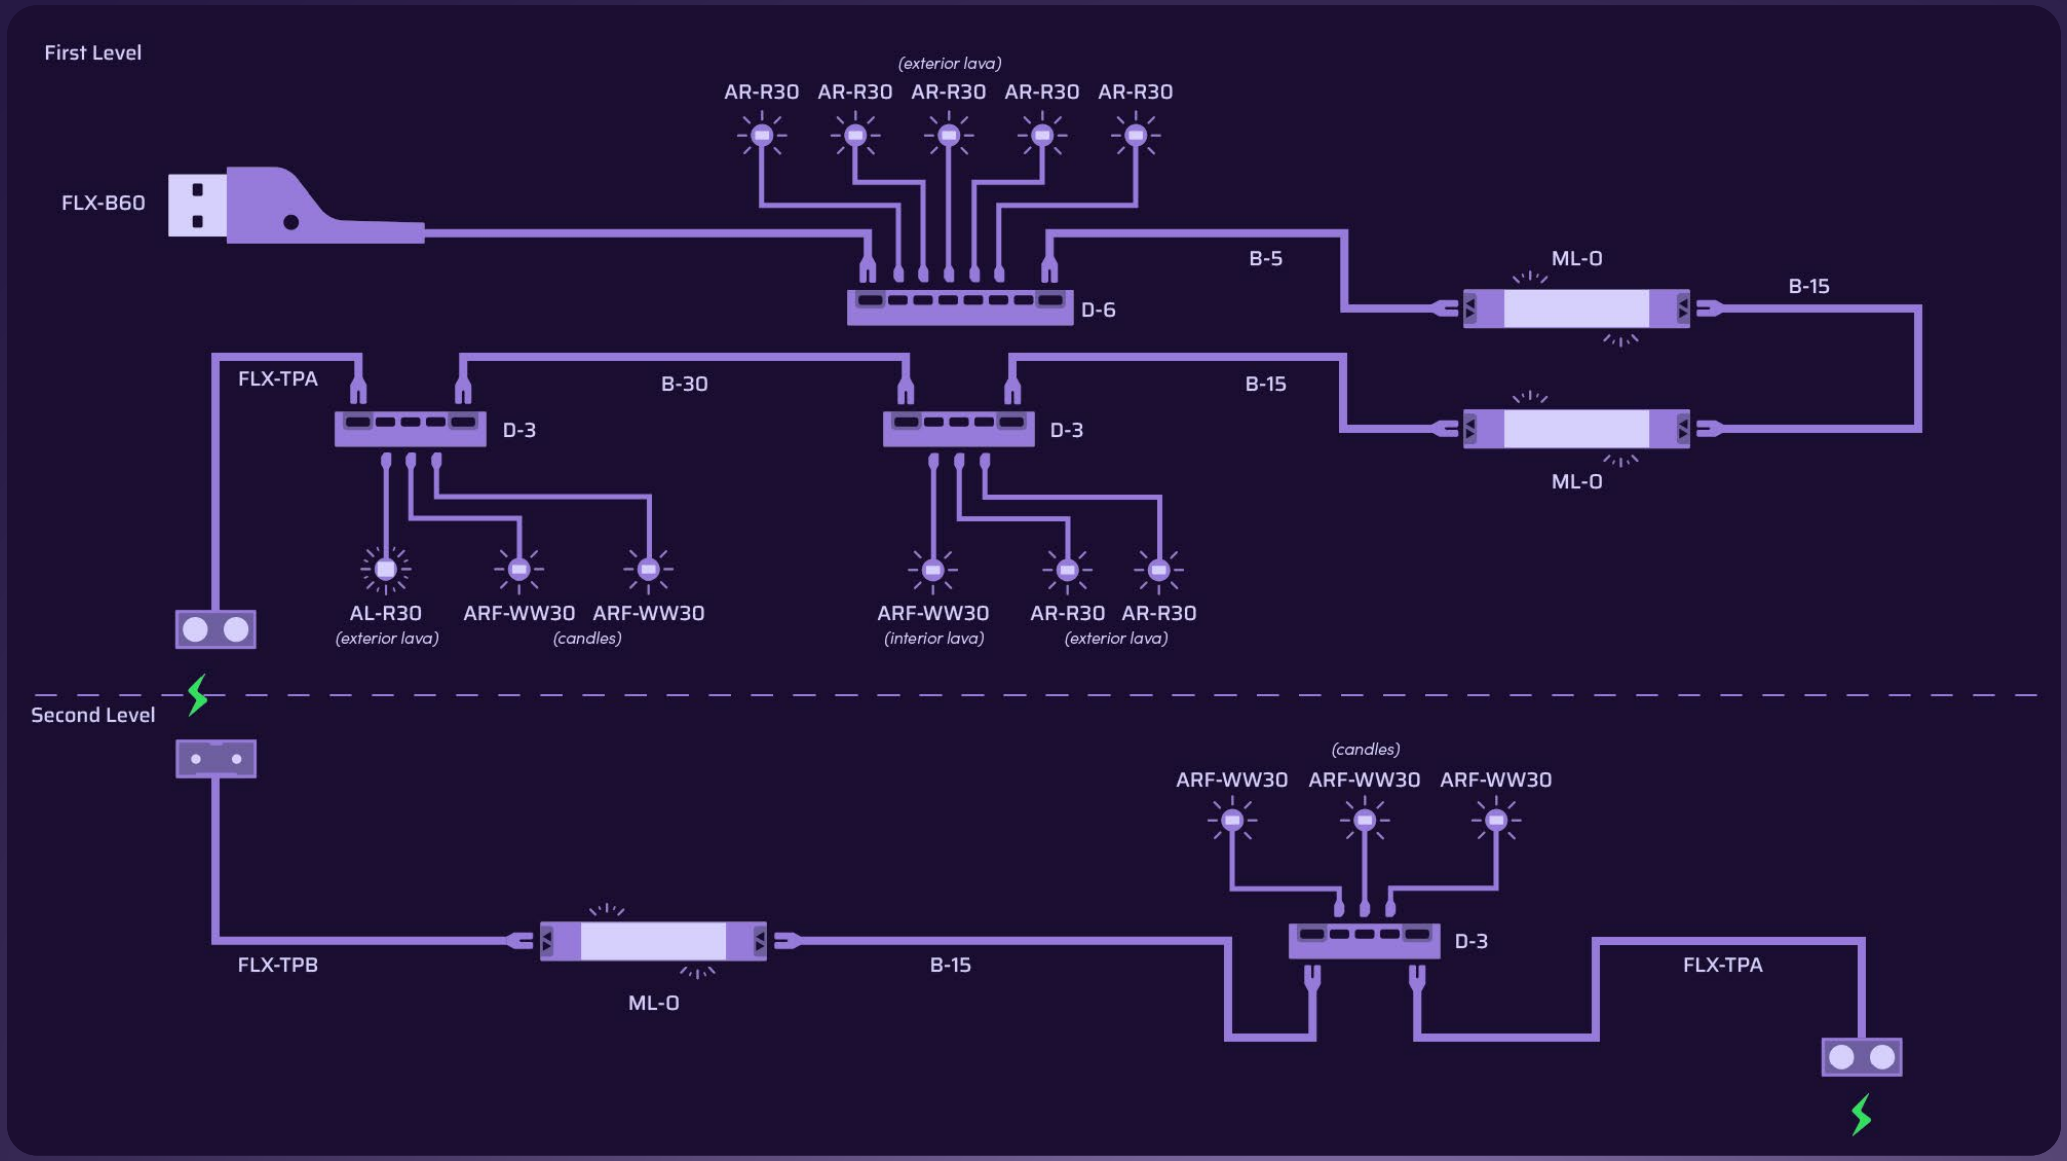 First Level
(exterior lava)
AR-R30 AR-R30 AR-R30 AR-R30 AR-R30
FLX-B60
B-5
ML-0
B-15
D-6
FLX-TPA
B-30
B-15
D-3
D-3
ML-0
AL-R30 ARF-WW30 ARF-WW30
(exterior lava) (candles)
ARF-WW30 AR-R30 AR-R30
(interior lava) (exterior lava)
Second Level
(candles)
ARF-WW30 ARF-WW30 ARF-WW30
D-3
FLX-TPB
B-15
FLX-TPA
ML-0